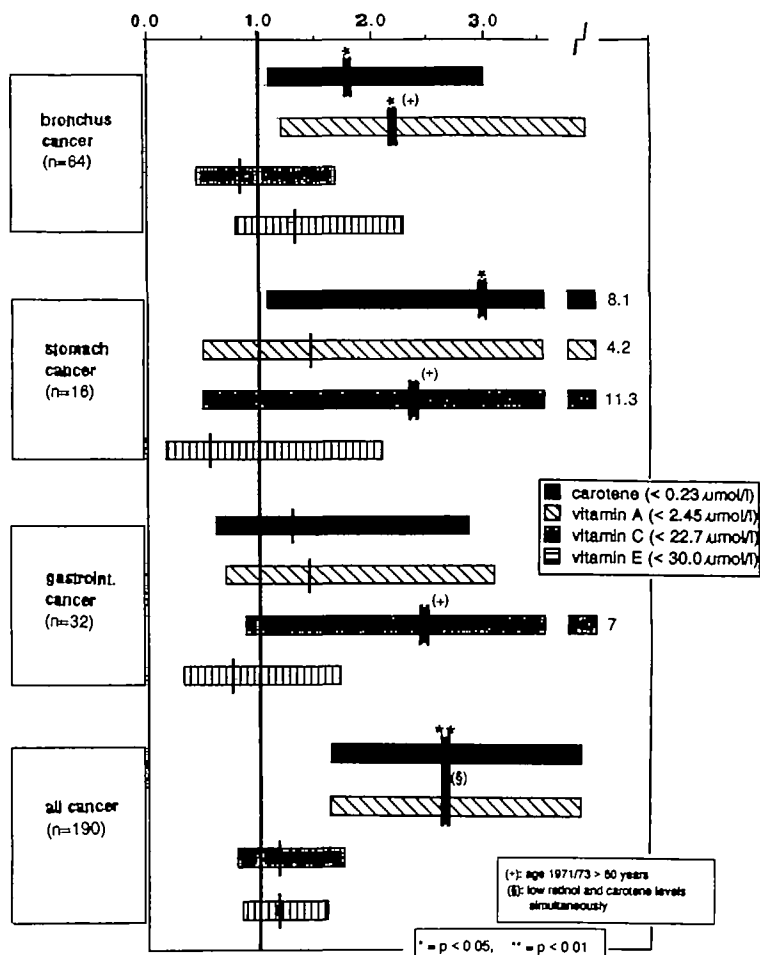 0.0 1.0 2.0 3.0
*
bronchus
cancer
(n=64)
* (+)
*
8.1
stomach
cancer
(n=16)
4.2
(+)
11.3
carotene (< 0.23 umol/l)
vitamin A (< 2.45 umol/l)
vitamin C (< 22.7 umol/l)
vitamin E (< 30.0 umol/l)
gastroint.
cancer
(n=32)
(+)
7
**
(§)
all cancer
(n=190)
(+): age 1971/73 > 60 years
(§): low retinol and carotene levels
simultaneously
* = p < 0.05, ** = p < 0.01